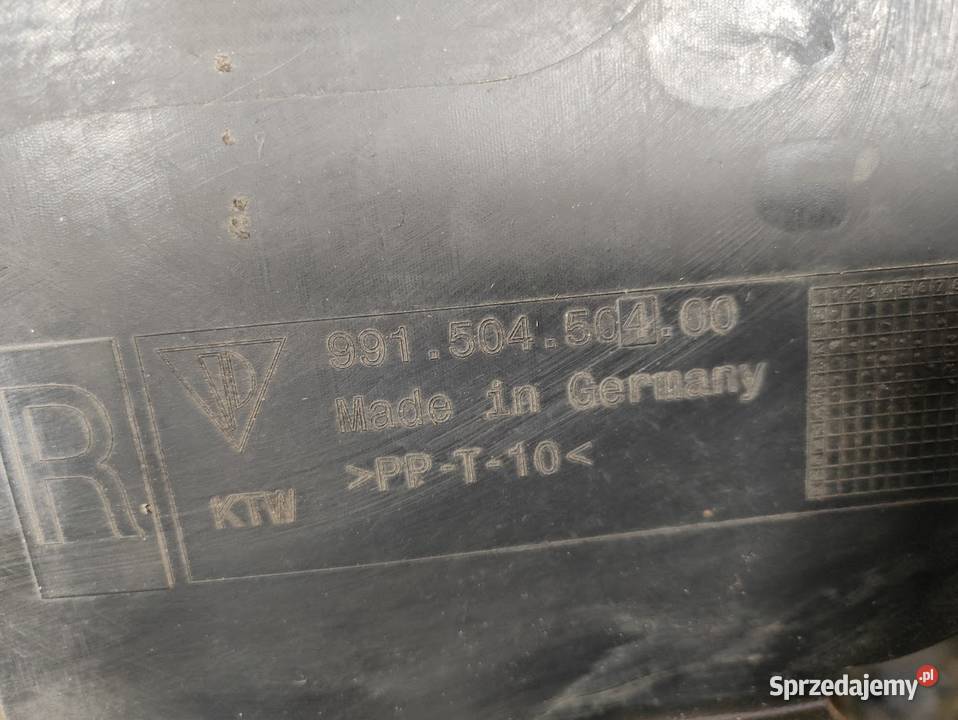 991.504.504.00
Made in Germany
>PP-T-10<
KTW
R
Sprzedajemy.pl